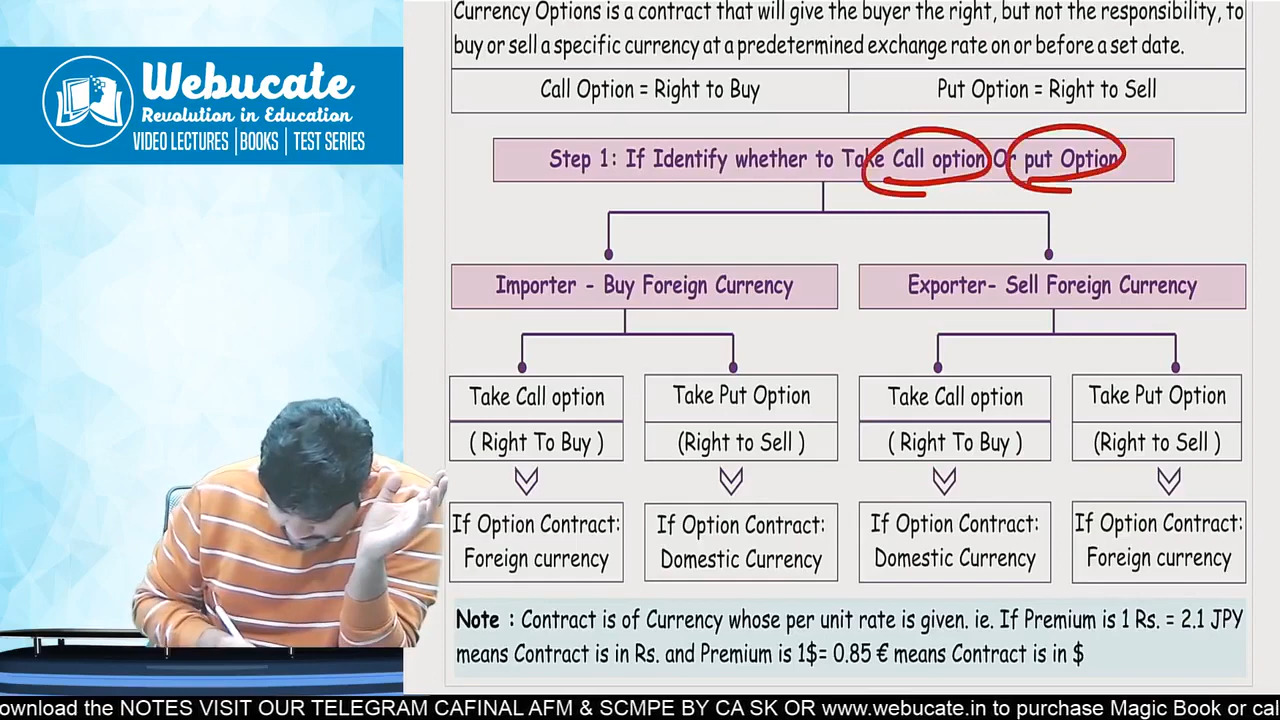 Currency Options is a contract that will give the buyer the right, but not the responsibility, to
buy or sell a specific currency at a predetermined exchange rate on or before a set date.
Call Option = Right to Buy
Put Option = Right to Sell
Webucate
Revolution in Education
VIDEO LECTURES | BOOKS | TEST SERIES
Step 1: If Identify whether to Take Call option Or put Option
Importer - Buy Foreign Currency
Exporter- Sell Foreign Currency
Take Call option
( Right To Buy )
If Option Contract:
Foreign currency
Take Put Option
(Right to Sell )
If Option Contract:
Domestic Currency
Take Call option
( Right To Buy )
If Option Contract:
Domestic Currency
Take Put Option
(Right to Sell )
If Option Contract:
Foreign currency
Note : Contract is of Currency whose per unit rate is given. ie. If Premium is 1 Rs. = 2.1 JPY
means Contract is in Rs. and Premium is 1$= 0.85 € means Contract is in $
ownload the NOTES VISIT OUR TELEGRAM CAFINAL AFM & SCMPE BY CA SK OR www.webucate.in to purchase Magic Book or cal